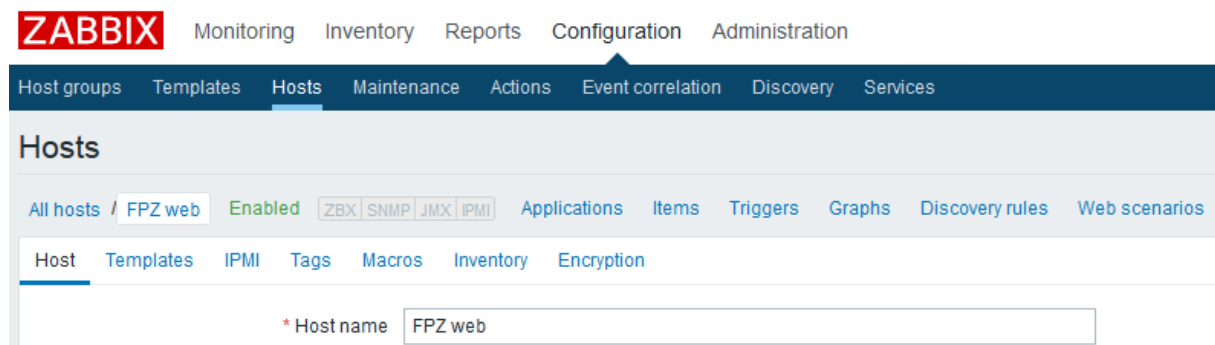 ZABBIX Monitoring Inventory Reports Configuration Administration
Host groups Templates Hosts Maintenance Actions Event correlation Discovery Services
Hosts
All hosts / FPZ web Enabled ZBX SNMP JMX IPMI Applications Items Triggers Graphs Discovery rules Web scenarios
Host Templates IPMI Tags Macros Inventory Encryption
* Host name FPZ web